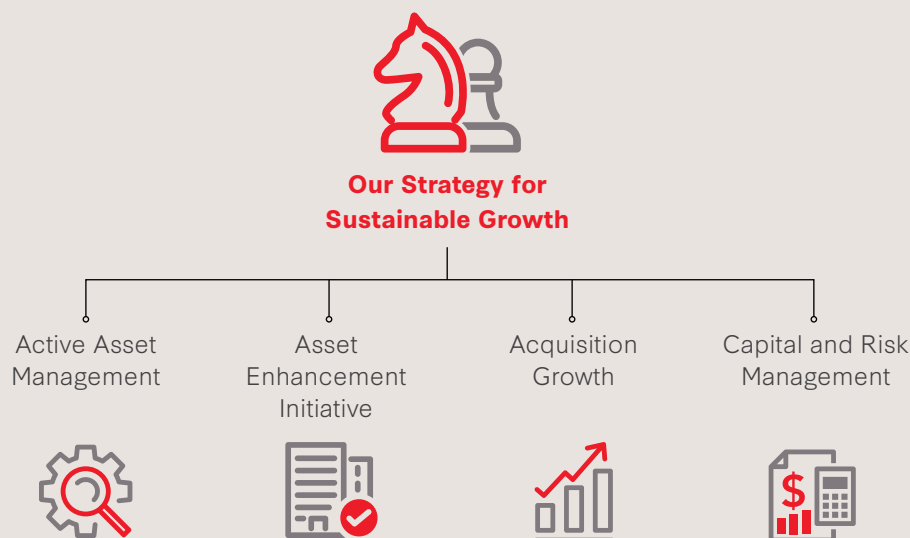 Our Strategy for
Sustainable Growth
Active Asset
Management
Asset
Enhancement
Initiative
Acquisition
Growth
Capital and Risk
Management
$